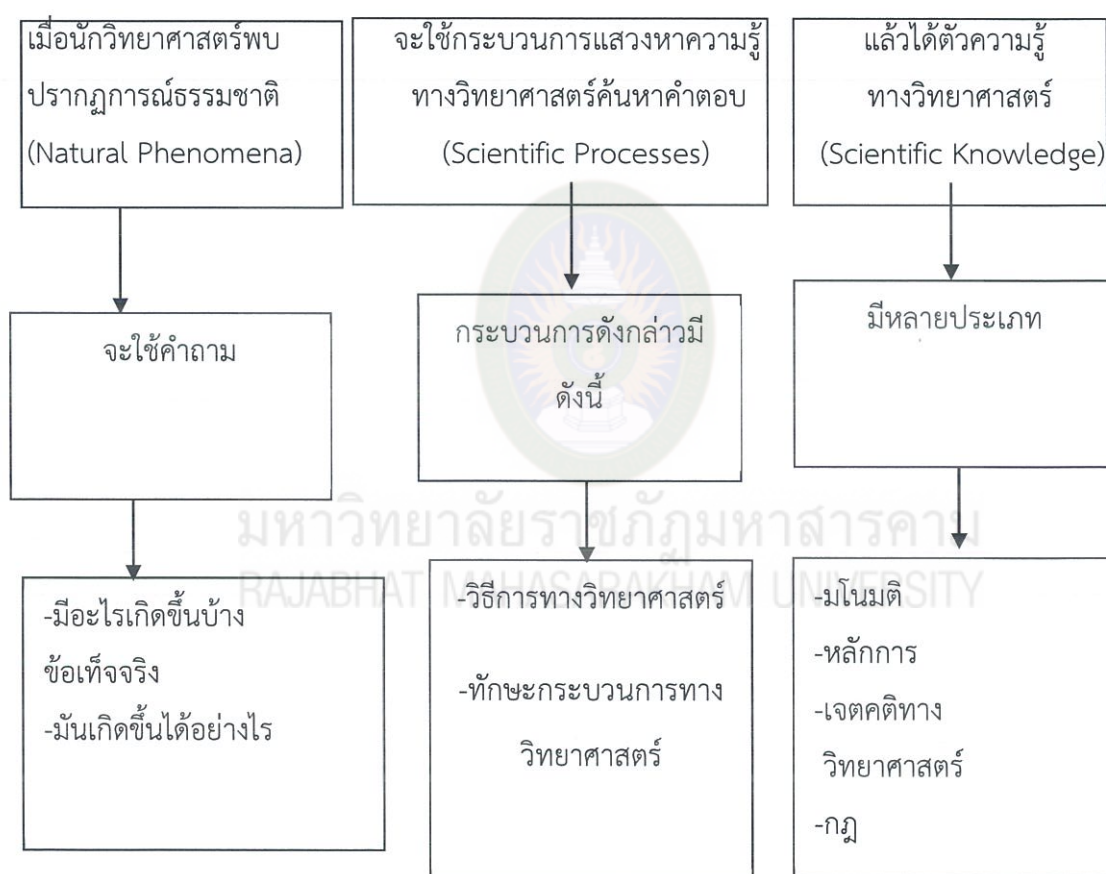 เมื่อนักวิทยาศาสตร์พบ
ปรากฏการณ์ธรรมชาติ
(Natural Phenomena)
จะใช้กระบวนการแสวงหาความรู้
ทางวิทยาศาสตร์ค้นหาคำตอบ
(Scientific Processes)
แล้วได้ตัวความรู้
ทางวิทยาศาสตร์
(Scientific Knowledge)
จะใช้คำถาม
กระบวนการดังกล่าวมี
ดังนี้
มีหลายประเภท
มหาวิทยาลัยราชภัฏมหาสารคาม
RAJABHAT MAHASARAKHAM UNIVERSITY
-มีอะไรเกิดขึ้นบ้าง
ข้อเท็จจริง
-มันเกิดขึ้นได้อย่างไร
-วิธีการทางวิทยาศาสตร์
-ทักษะกระบวนการทาง
วิทยาศาสตร์
-มโนมติ
-หลักการ
-เจตคติทาง
วิทยาศาสตร์
-กฎ